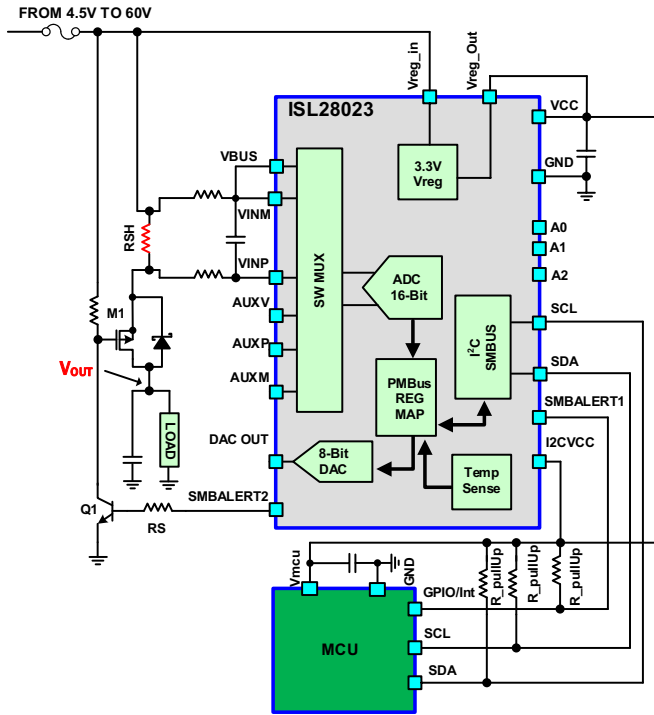 FROM 4.5V TO 60V
Vreg_in
Vreg_Out
ISL28023
VCC
VBUS
3.3V
Vreg
GND
VINM
RSH
A0
A1
VINP
SW MUX
ADC
16-Bit
A2
AUXV
M1
I²C
SMBUS
SCL
AUXP
VOUT
SDA
AUXM
PMBus
REG
MAP
SMBALERT1
LOAD
DAC OUT
8-Bit
DAC
I2CVCC
Temp
Sense
SMBALERT2
Q1
RS
Vmcu
GND
R_pullUp
R_pullUp
R_pullUp
GPIO/Int
MCU
SCL
SDA